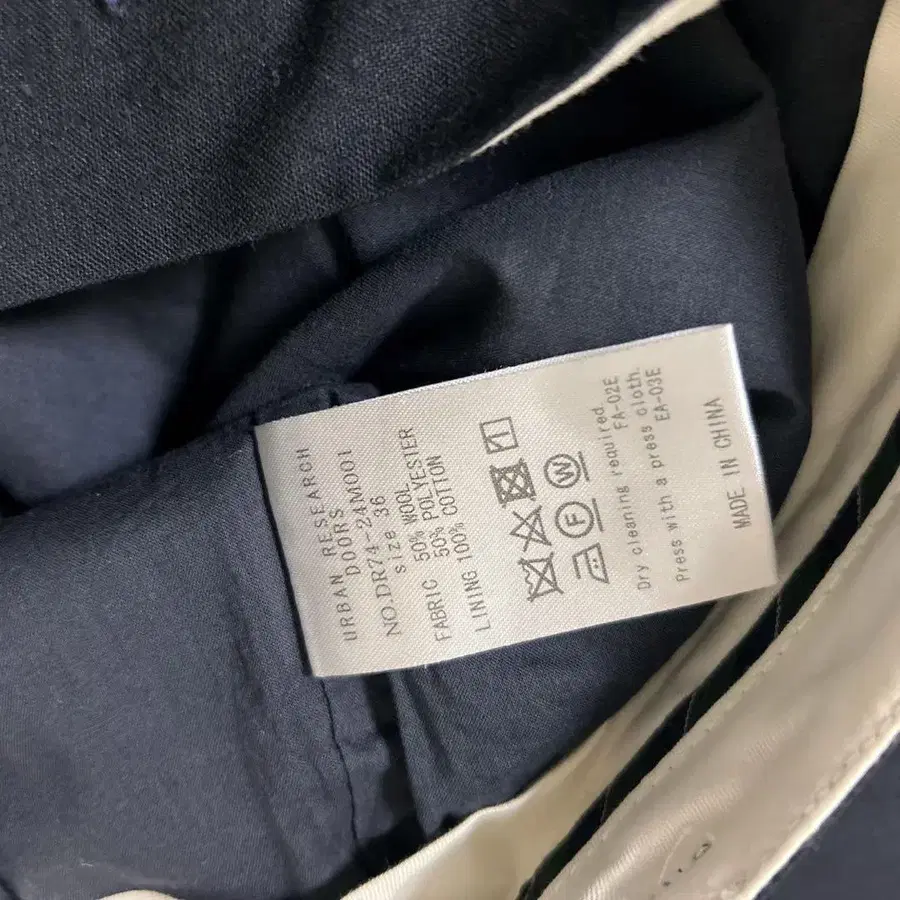 URBAN RESEARCH
DOORS
NO.DR74-24M001
size 36
FABRIC 50% WOOL
50% POLYESTER
LINING 100% COTTON
F W
Dry cleaning required
FA-02E
Press with a press cloth.
EA-03E
MADE IN CHINA